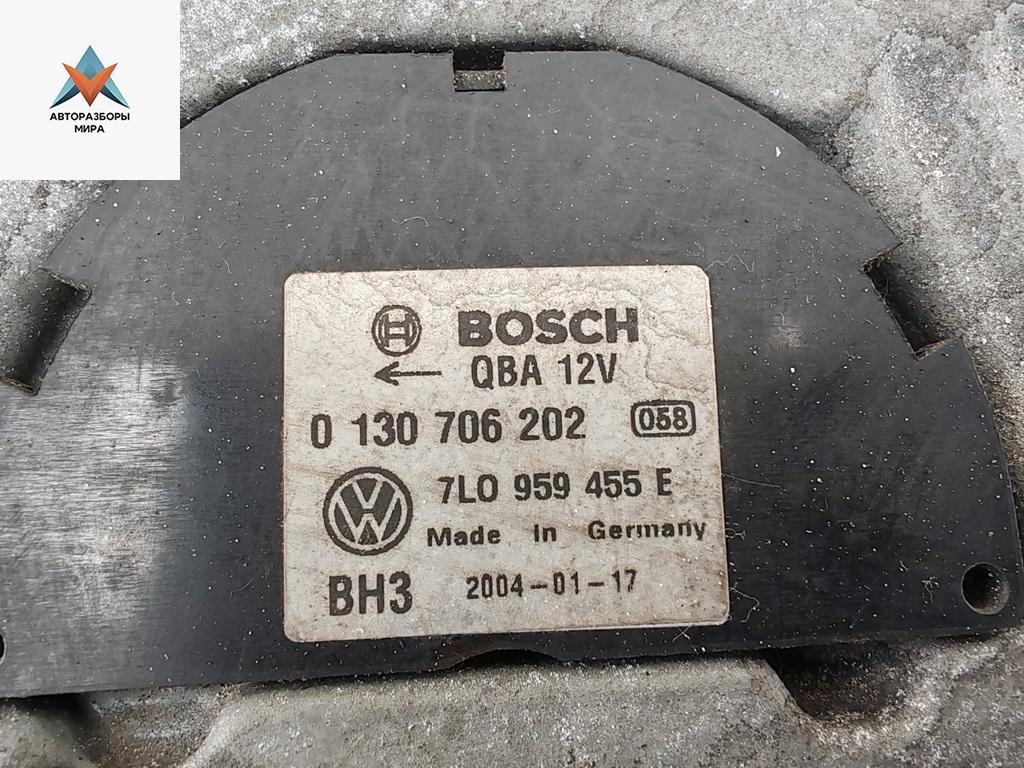 АВТОРАЗБОРЫ
МИРА
BOSCH
QBA 12V
0 130 706 202 058
7L0 959 455 E
Made In Germany
BH3 2004-01-17